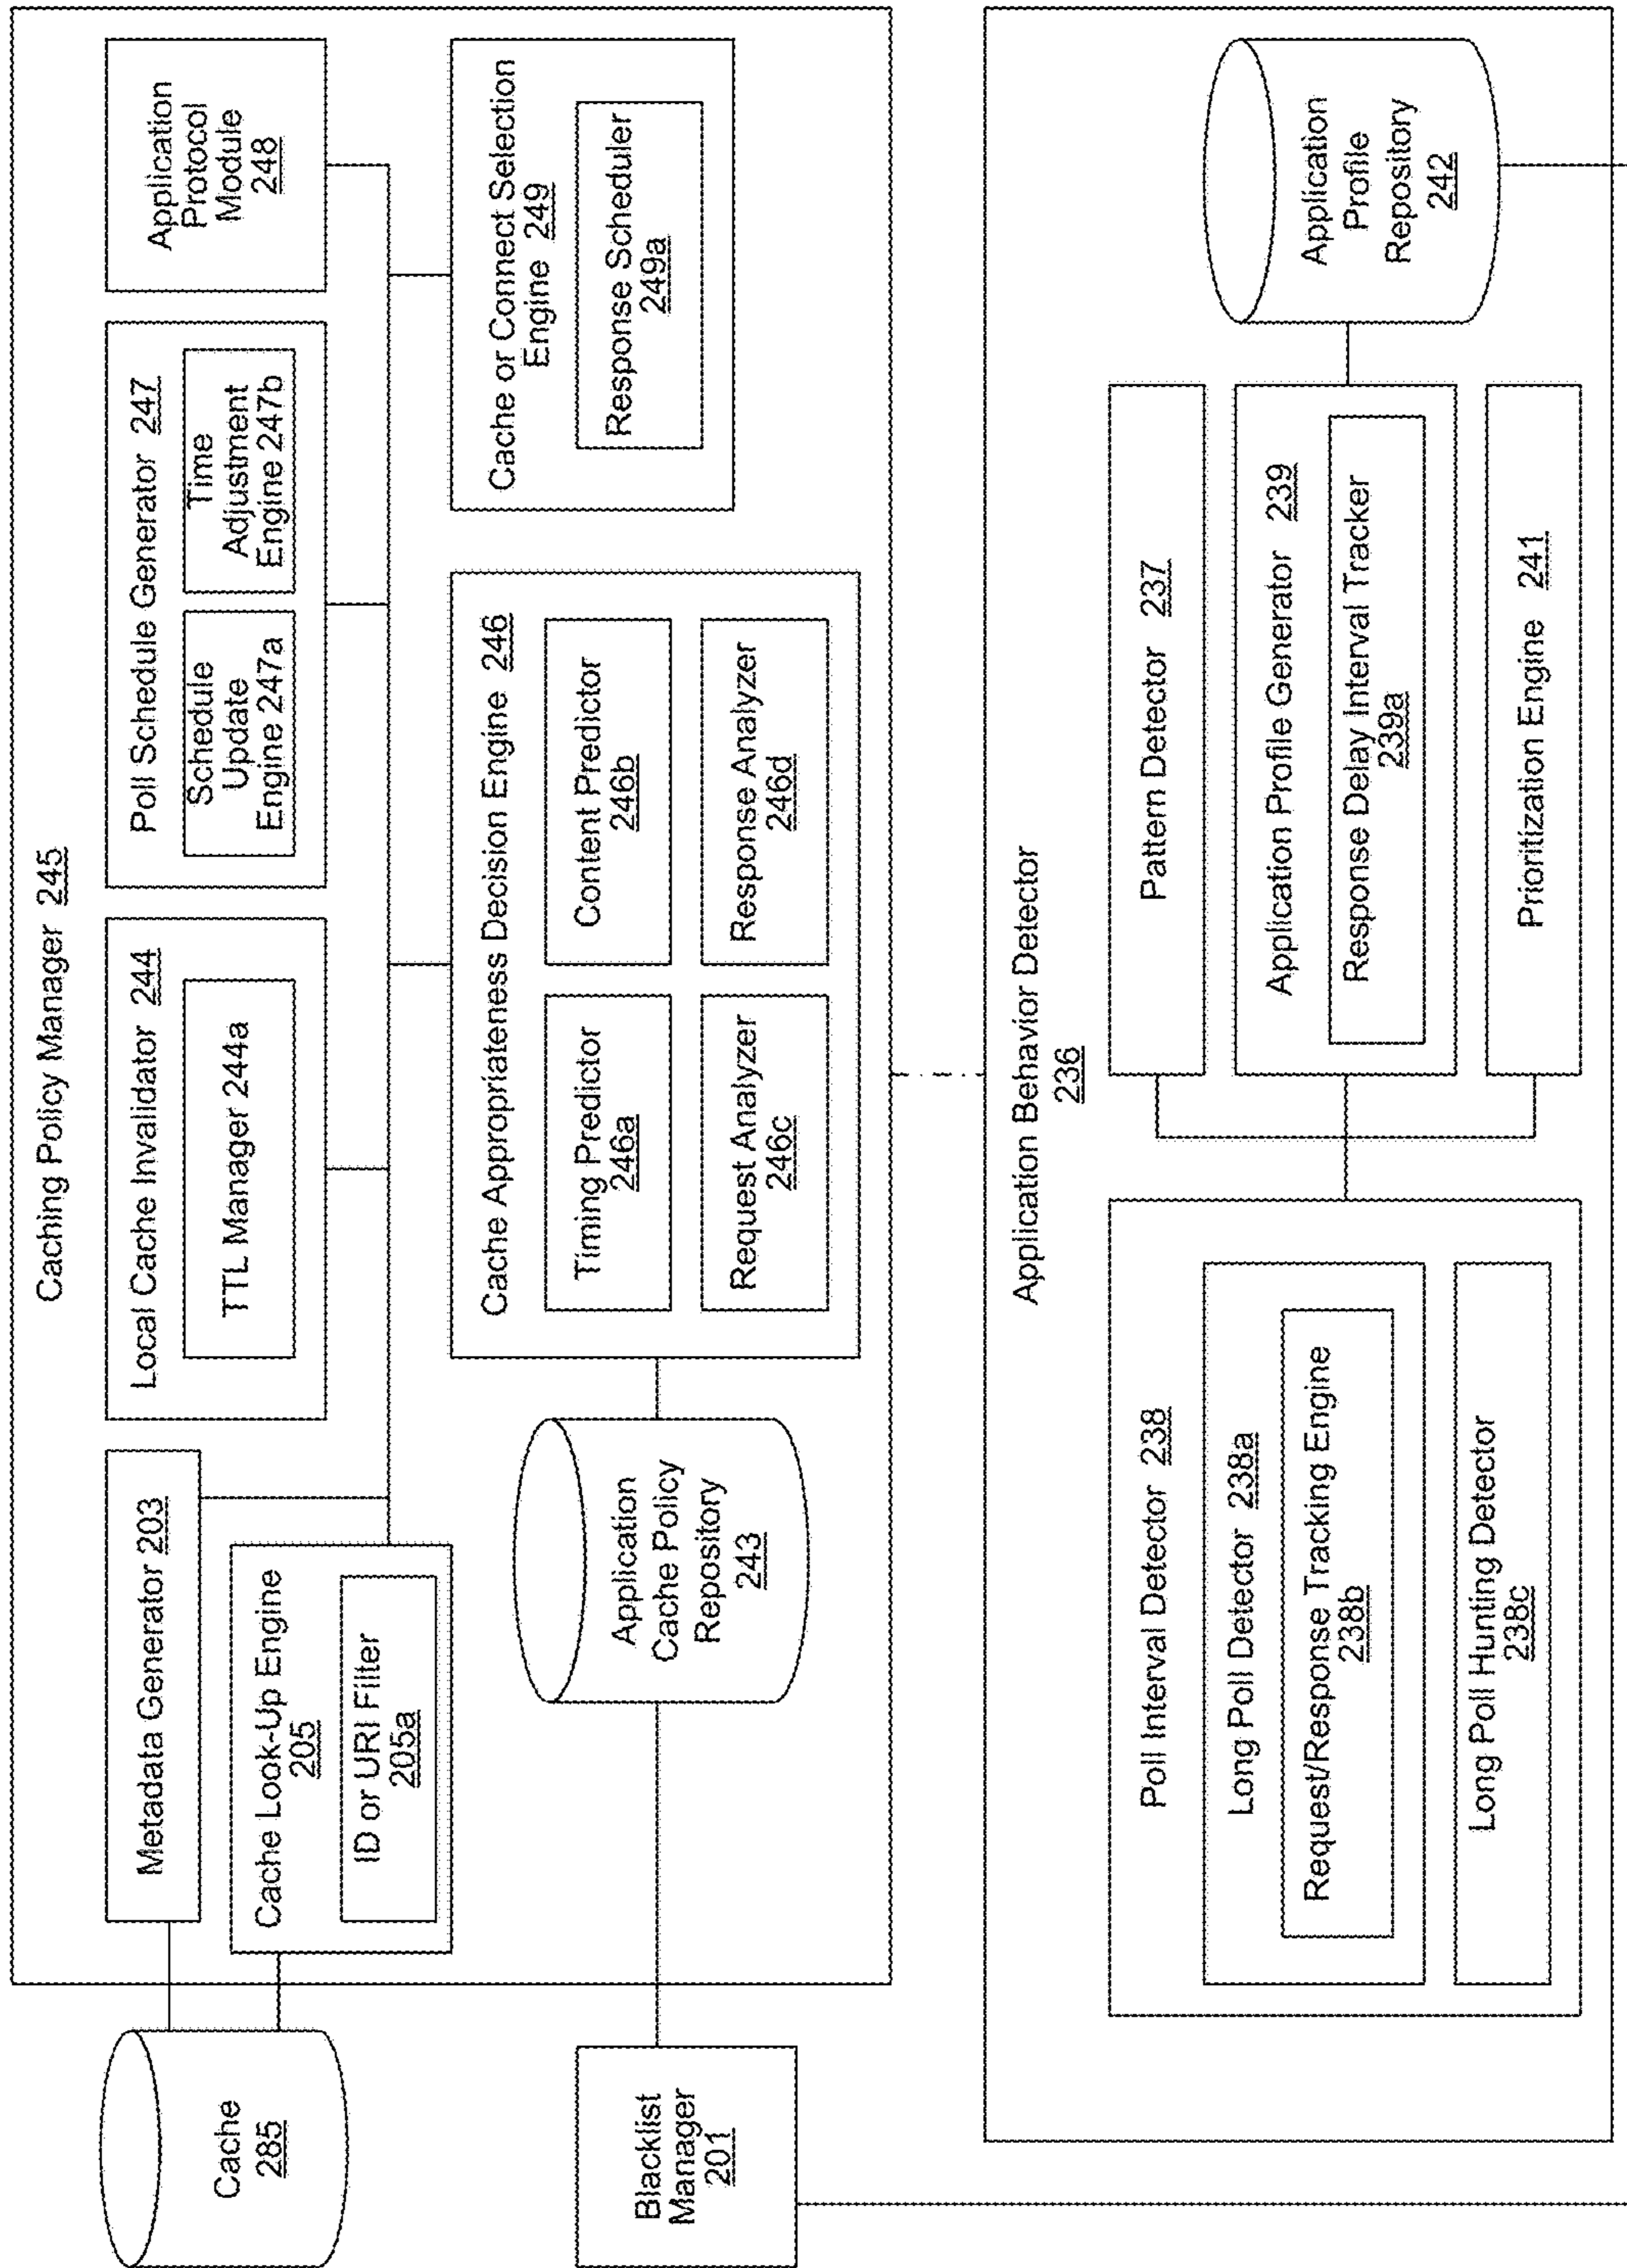 Caching Policy Manager 245
Cache
285
Metadata Generator 203
Cache Look-Up Engine
205
ID or URI Filter
205a
Local Cache Invalidator 244
TTL Manager 244a
Poll Schedule Generator 247
Schedule
Update
Engine 247a
Time
Adjustment
Engine 247b
Application
Protocol
Module
248
Blacklist
Manager
201
Application
Cache Policy
Repository
243
Cache Appropriateness Decision Engine 246
Timing Predictor
246a
Content Predictor
246b
Request Analyzer
246c
Response Analyzer
246d
Cache or Connect Selection
Engine 249
Response Scheduler
249a
Application Behavior Detector
236
Poll Interval Detector 238
Long Poll Detector 238a
Request/Response Tracking Engine
238b
Long Poll Hunting Detector
238c
Pattern Detector 237
Application Profile Generator 239
Response Delay Interval Tracker
239a
Prioritization Engine 241
Application
Profile
Repository
242